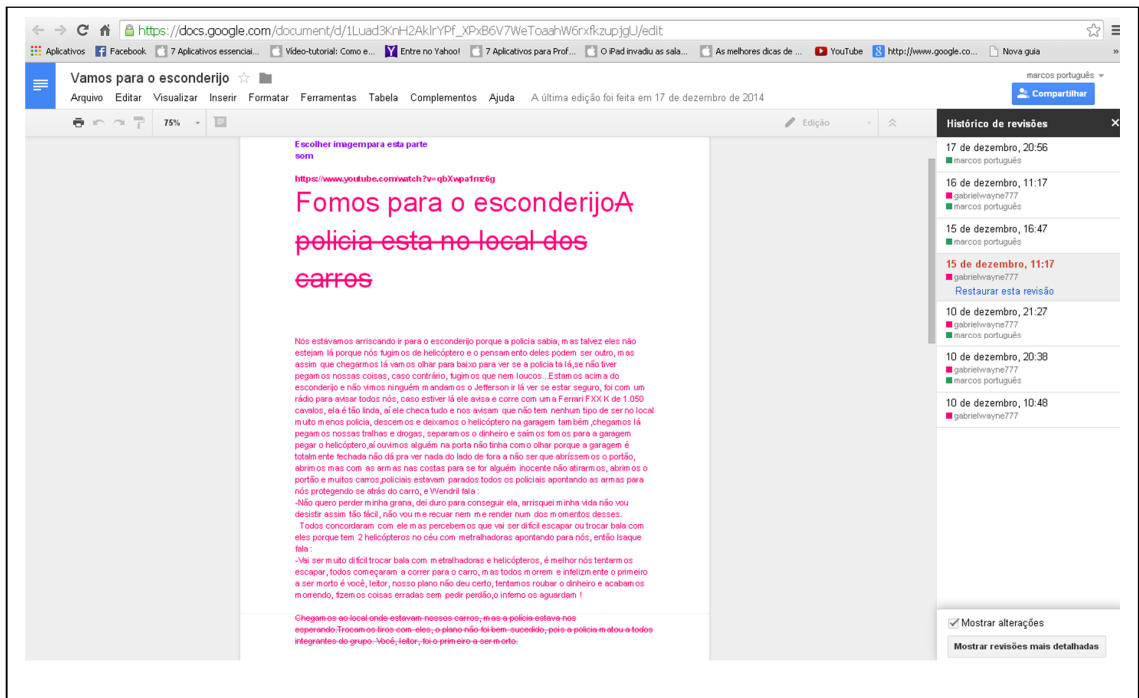 https://docs.google.com/document/d/1Luad3KnH2AklrYPf_XPxB6V7WeToaahW6rxfkzupjgU/edit
Aplicativos Facebook 7 Aplicativos essenciai... Vídeo-tutorial: Como e... Entre no Yahoo! 7 Aplicativos para Prof... O iPad invadiu as sala... As melhores dicas de ... YouTube http://www.google.co... Nova guia »
Vamos para o esconderijo
marcos português
Arquivo Editar Visualizar Inserir Formatar Ferramentas Tabela Complementos Ajuda A última edição foi feita em 17 de dezembro de 2014
Compartilhar
75% Edição
Escolher imagem para esta parte
som
https://www.youtube.com/watch?v=qbXwpa1mz6g
Fomos para o esconderijoA
policia esta no local dos
carros
Nós estávamos arriscando ir para o esconderijo porque a policia sabia, mas talvez eles não
estejam lá porque nós fugimos de helicóptero e o pensamento deles podem ser outro, mas
assim que chegarmos lá vamos olhar para baixo para ver se a policia ta lá,se não tiver
pegamos nossas coisas, caso contrário, fugimos que nem loucos...Estamos acima do
esconderijo e não vimos ninguém mandamos o Jefferson ir lá ver se estar seguro, foi com um
rádio para avisar todos nós, caso estiver lá ele avisa e corre com uma Ferrari FXX K de 1.050
cavalos, ela é tão linda, aí ele checa tudo e nos avisam que não tem nenhum tipo de ser no local
muito menos policia, descemos e deixamos o helicóptero na garagem também ,chegamos lá
pegamos nossas tralhas e drogas, separamos o dinheiro e saímos fomos para a garagem
pegar o helicóptero,aí ouvimos alguém na porta não tinha como olhar porque a garagem é
totalmente fechada não dá pra ver nada do lado de fora a não ser que abríssemos o portão,
abrimos mas com as armas nas costas para se for alguém inocente não atirarmos, abrimos o
portão e muitos carros,policiais estavam parados todos os policiais apontando as armas para
nós protegendo se atrás do carro, e Wendril fala :
-Não quero perder minha grana, dei duro para conseguir ela, arrisquei minha vida não vou
desistir assim tão fácil, não vou me recuar nem me render num dos momentos desses.
Todos concordaram com ele mas percebemos que vai ser difícil escapar ou trocar bala com
eles porque tem 2 helicópteros no céu com metralhadoras apontando para nós, então Isaque
fala :
-Vai ser muito difícil trocar bala com metralhadoras e helicópteros, é melhor nós tentarmos
escapar, todos começaram a correr para o carro, mas todos morrem e infelizmente o primeiro
a ser morto é você, leitor, nosso plano não deu certo, tentamos roubar o dinheiro e acabamos
morrendo, fizemos coisas erradas sem pedir perdão,o inferno os aguardam !
Chegamos ao local onde estavam nossos carros, mas a polícia estava nos
esperando.Trocamos tiros com eles, o plano não foi bem sucedido, pois a policia matou a todos
integrantes do grupo. Você, leitor, foi o primeiro a ser morto.
Histórico de revisões
17 de dezembro, 20:56
marcos português
16 de dezembro, 11:17
gabrielwayne777
marcos português
15 de dezembro, 16:47
marcos português
15 de dezembro, 11:17
gabrielwayne777
Restaurar esta revisão
10 de dezembro, 21:27
gabrielwayne777
marcos português
10 de dezembro, 20:38
gabrielwayne777
marcos português
10 de dezembro, 10:48
gabrielwayne777
Mostrar alterações
Mostrar revisões mais detalhadas